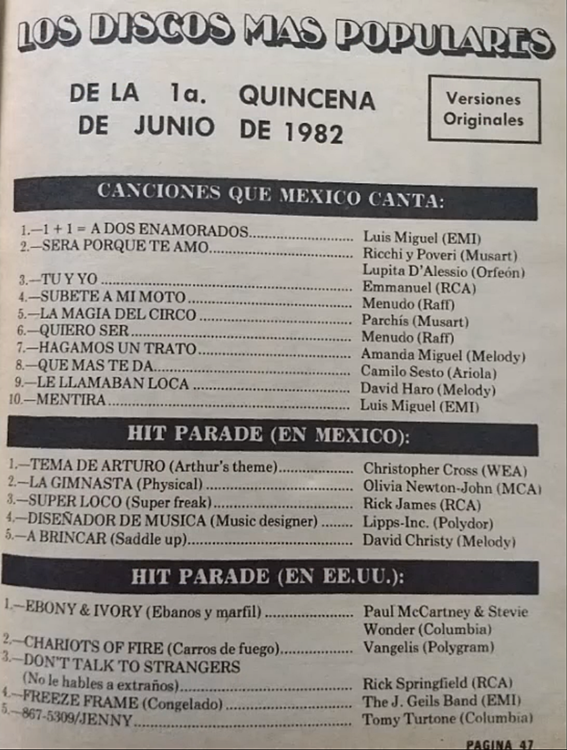 LOS DISCOS MAS POPULARES
DE LA 1a. QUINCENA
DE JUNIO DE 1982
Versiones
Originales
CANCIONES QUE MEXICO CANTA:
1.—1 + 1 = A DOS ENAMORADOS.................... Luis Miguel (EMI)
2.—SERA PORQUE TE AMO.......................... Ricchi y Poveri (Musart)
Lupita D'Alessio (Orfeón)
3.—TU Y YO .................................................. Emmanuel (RCA)
4.—SUBETE A MI MOTO ................................ Menudo (Raff)
5.—LA MAGIA DEL CIRCO .............................. Parchís (Musart)
6.—QUIERO SER ............................................ Menudo (Raff)
7.—HAGAMOS UN TRATO .............................. Amanda Miguel (Melody)
8.—QUE MAS TE DA........................................ Camilo Sesto (Ariola)
9.—LE LLAMABAN LOCA ................................ David Haro (Melody)
10.—MENTIRA ................................................ Luis Miguel (EMI)
HIT PARADE (EN MEXICO):
1.—TEMA DE ARTURO (Arthur's theme)............... Christopher Cross (WEA)
2.—LA GIMNASTA (Physical)............................ Olivia Newton-John (MCA)
3.—SUPER LOCO (Super freak).......................... Rick James (RCA)
4.—DISEÑADOR DE MUSICA (Music designer) ....... Lipps-Inc. (Polydor)
5.—A BRINCAR (Saddle up).............................. David Christy (Melody)
HIT PARADE (EN EE.UU.):
1.—EBONY & IVORY (Ebanos y marfil) ................ Paul McCartney & Stevie
Wonder (Columbia)
2.—CHARIOTS OF FIRE (Carros de fuego)............. Vangelis (Polygram)
3.—DON'T TALK TO STRANGERS
(No le hables a extraños)................................ Rick Springfield (RCA)
4.—FREEZE FRAME (Congelado) ...................... The J. Geils Band (EMI)
5.—867-5309/JENNY........................................ Tomy Turtone (Columbia)
PAGINA 47